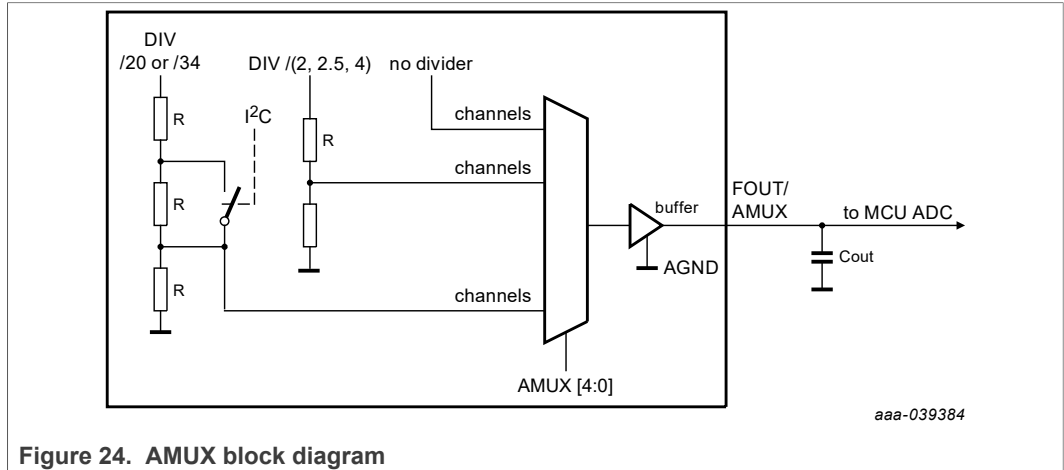 DIV
/20 or /34
DIV /(2, 2.5, 4)
no divider
R
I2C
R
R
R
channels
channels
channels
buffer
AGND
FOUT/
AMUX
to MCU ADC
Cout
AMUX [4:0]
aaa-039384
Figure 24. AMUX block diagram